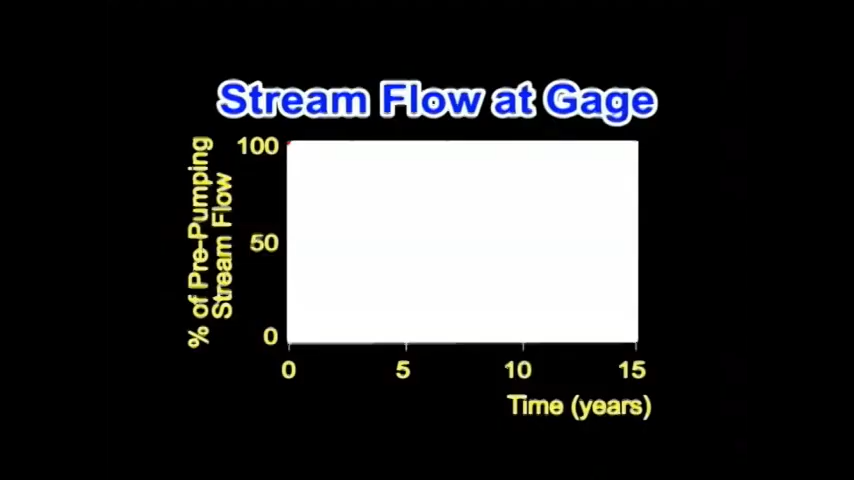 Stream Flow at Gage
% of Pre-Pumping
Stream Flow
100
50
0
0 5 10 15
Time (years)